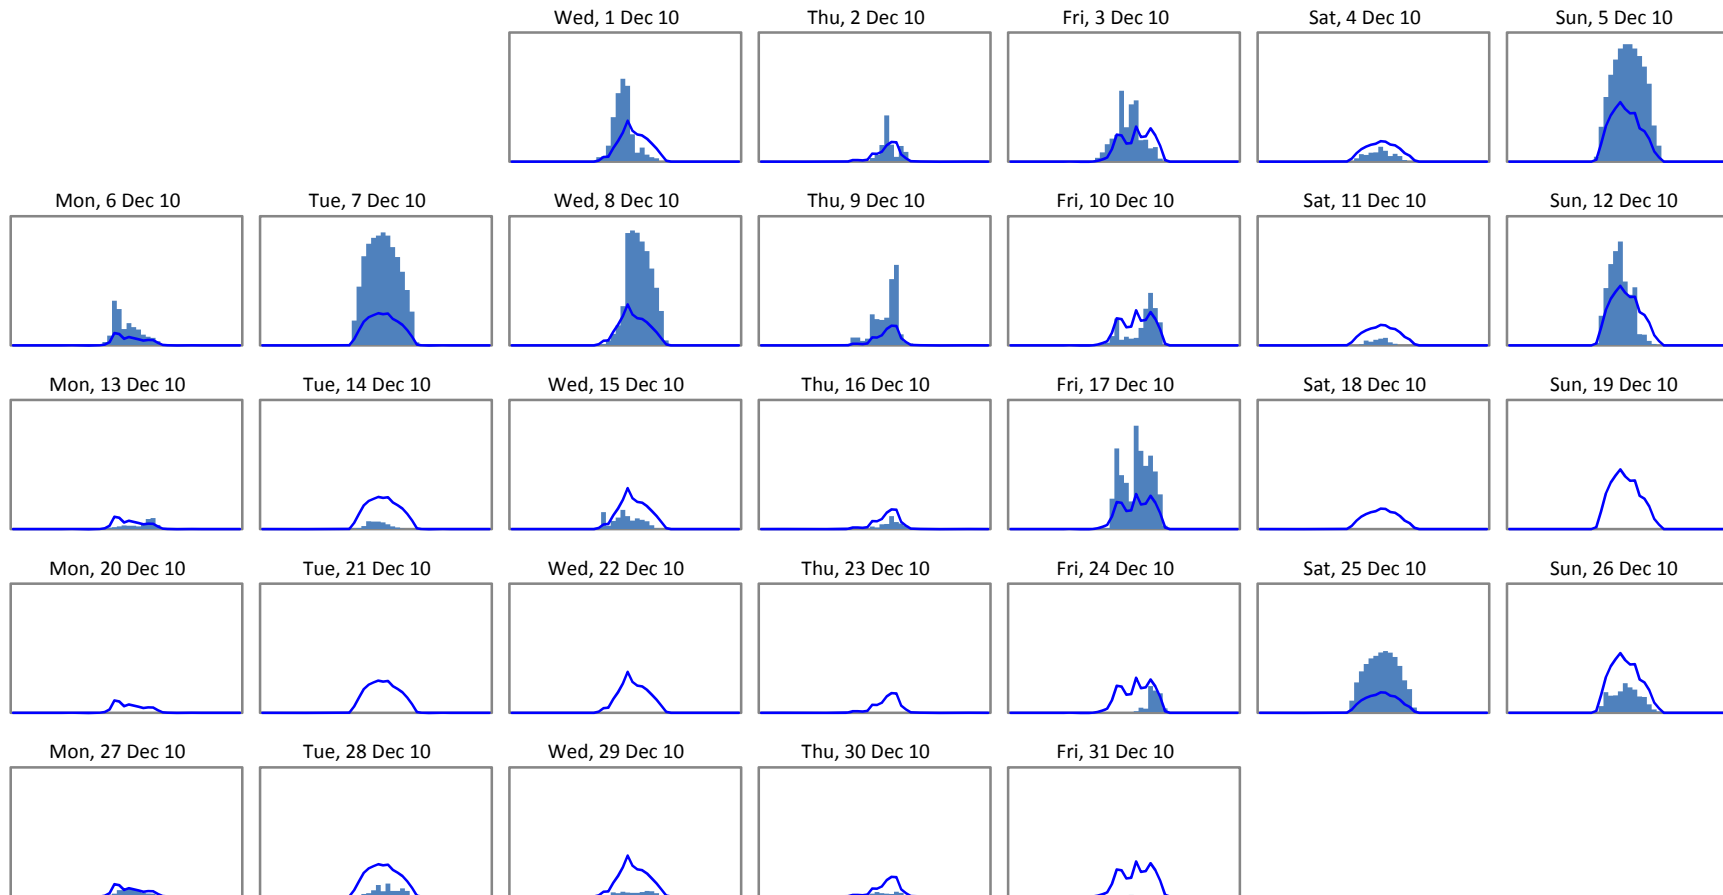 Wed, 1 Dec 10 Thu, 2 Dec 10 Fri, 3 Dec 10 Sat, 4 Dec 10 Sun, 5 Dec 10
Mon, 6 Dec 10 Tue, 7 Dec 10 Wed, 8 Dec 10 Thu, 9 Dec 10 Fri, 10 Dec 10 Sat, 11 Dec 10 Sun, 12 Dec 10
Mon, 13 Dec 10 Tue, 14 Dec 10 Wed, 15 Dec 10 Thu, 16 Dec 10 Fri, 17 Dec 10 Sat, 18 Dec 10 Sun, 19 Dec 10
Mon, 20 Dec 10 Tue, 21 Dec 10 Wed, 22 Dec 10 Thu, 23 Dec 10 Fri, 24 Dec 10 Sat, 25 Dec 10 Sun, 26 Dec 10
Mon, 27 Dec 10 Tue, 28 Dec 10 Wed, 29 Dec 10 Thu, 30 Dec 10 Fri, 31 Dec 10